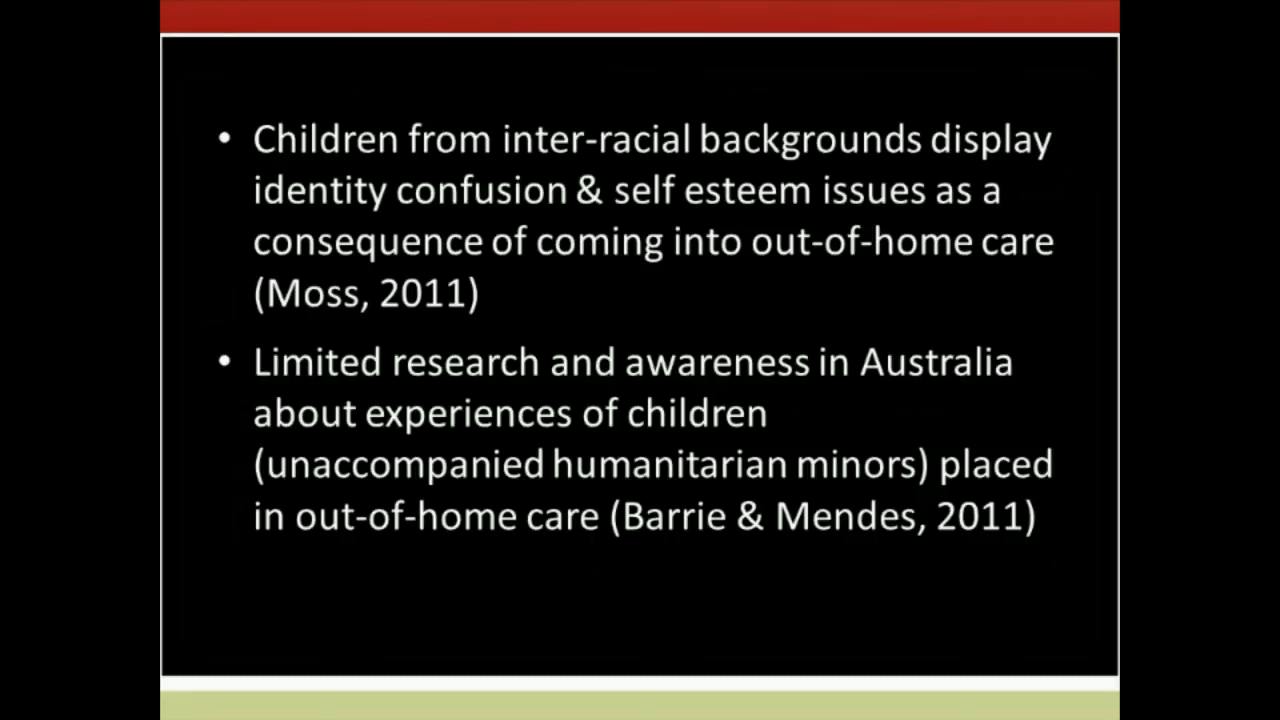 • Children from inter-racial backgrounds display
identity confusion & self esteem issues as a
consequence of coming into out-of-home care
(Moss, 2011)
• Limited research and awareness in Australia
about experiences of children
(unaccompanied humanitarian minors) placed
in out-of-home care (Barrie & Mendes, 2011)